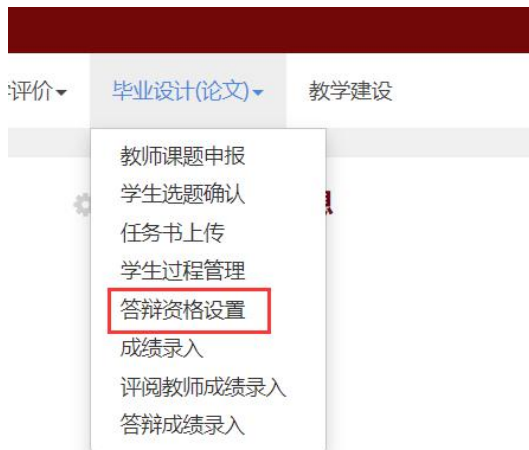 评价
毕业设计(论文)
教学建设
教师课题申报
学生选题确认
任务书上传
学生过程管理
答辩资格设置
成绩录入
评阅教师成绩录入
答辩成绩录入